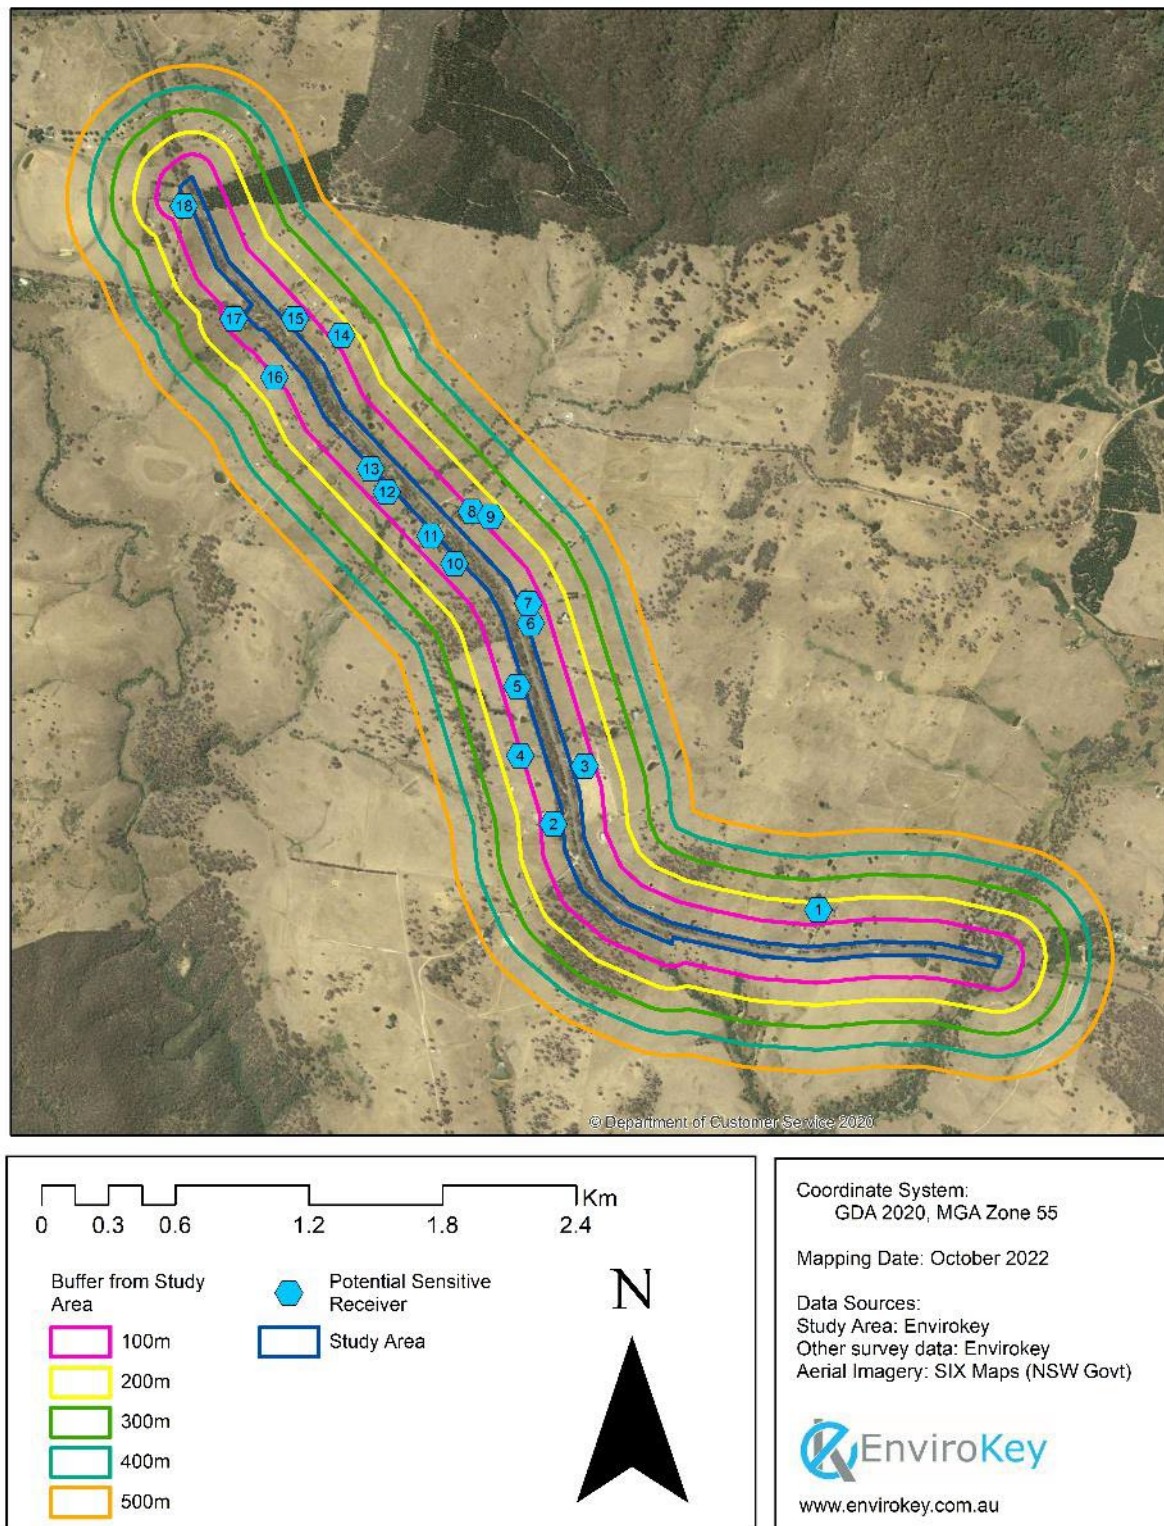 18
17
15
14
16
13
12
8
9
11
10
7
6
5
4
3
2
1
© Department of Customer Service 2020
Km
0 0.3 0.6 1.2 1.8 2.4
Buffer from Study
Area
100m
200m
300m
400m
500m
Potential Sensitive
Receiver
Study Area
N
Coordinate System:
GDA 2020, MGA Zone 55
Mapping Date: October 2022
Data Sources:
Study Area: Envirokey
Other survey data: Envirokey
Aerial Imagery: SIX Maps (NSW Govt)
EnviroKey
www.envirokey.com.au